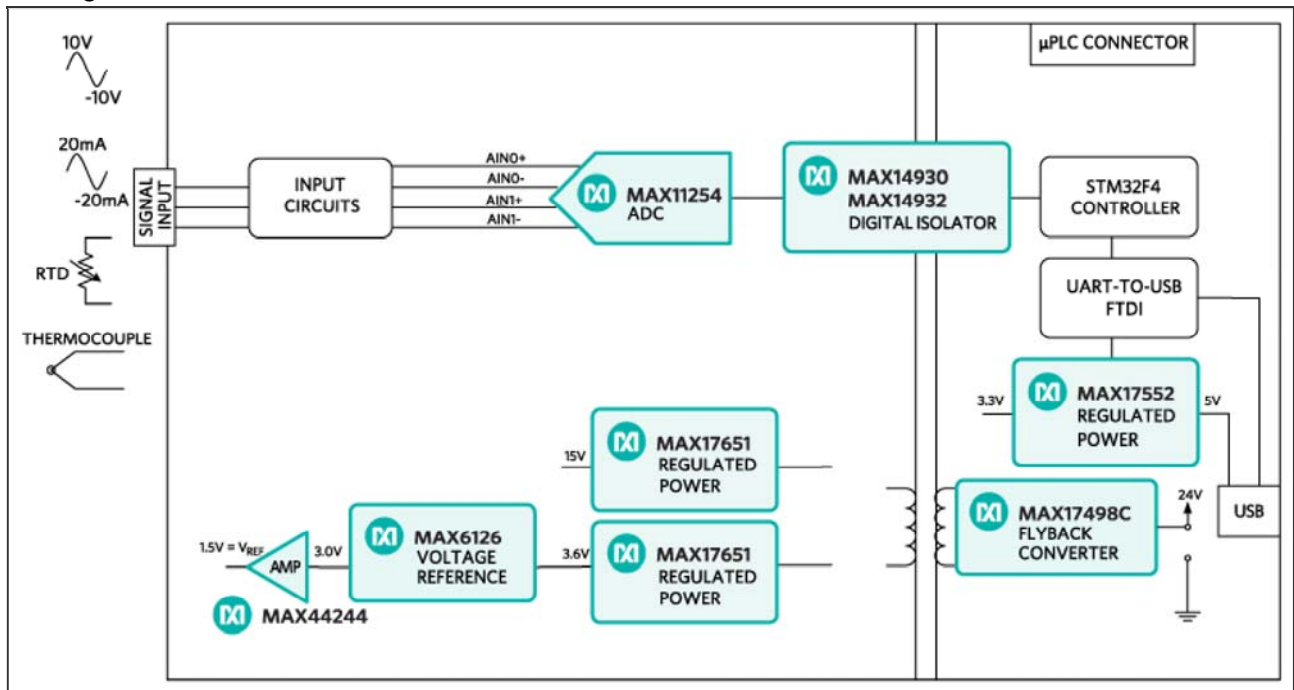 10V
-10V
20mA
-20mA
RTD
THERMOCOUPLE
SIGNAL
INPUT
INPUT
CIRCUITS
AIN0+
AIN0-
AIN1+
AIN1-
MAX11254
ADC
MAX14930
MAX14932
DIGITAL ISOLATOR
µPLC CONNECTOR
STM32F4
CONTROLLER
UART-TO-USB
FTDI
3.3V
MAX17552
REGULATED
POWER
5V
USB
15V
MAX17651
REGULATED
POWER
MAX17498C
FLYBACK
CONVERTER
24V
1.5V = VREF
AMP
MAX44244
3.0V
MAX6126
VOLTAGE
REFERENCE
3.6V
MAX17651
REGULATED
POWER